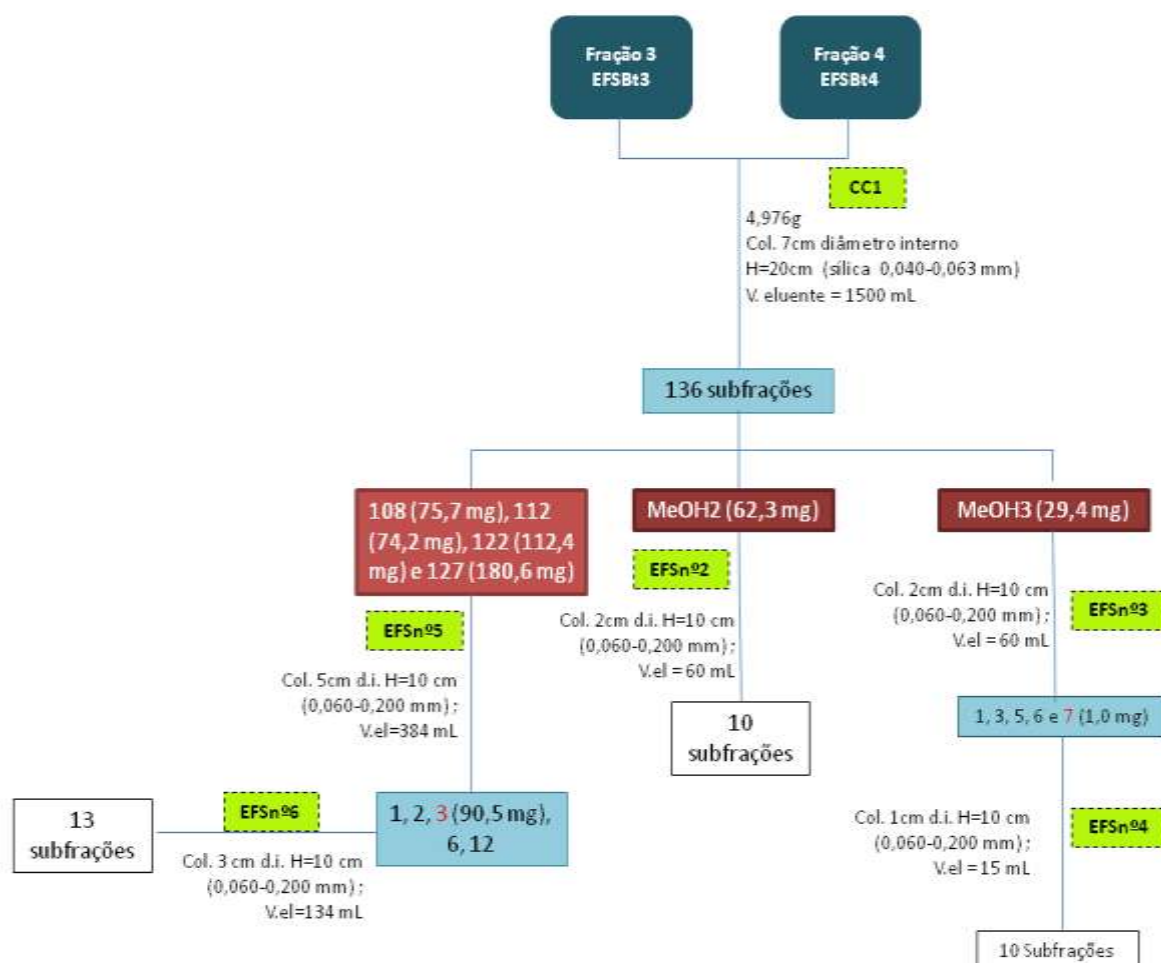 Fração 3
EFSBt3
Fração 4
EFSBt4
CC1
4,976g
Col. 7cm diâmetro interno
H=20cm (sílica 0,040-0,063 mm)
V. eluente = 1500 mL
136 subfrações
108 (75,7 mg), 112
(74,2 mg), 122 (112,4
mg) e 127 (180,6 mg)
MeOH2 (62,3 mg)
MeOH3 (29,4 mg)
EFSnº5
Col. 5cm d.i. H=10 cm
(0,060-0,200 mm) ;
V.el=384 mL
EFSnº2
Col. 2cm d.i. H=10 cm
(0,060-0,200 mm) ;
V.el = 60 mL
Col. 2cm d.i. H=10 cm
(0,060-0,200 mm) ;
V.el = 60 mL
EFSnº3
10
subfrações
1, 3, 5, 6 e 7 (1,0 mg)
13
subfrações
EFSnº6
Col. 3 cm d.i. H=10 cm
(0,060-0,200 mm) ;
V.el=134 mL
1, 2, 3 (90,5 mg),
6, 12
Col. 1cm d.i. H=10 cm
(0,060-0,200 mm) ;
V.el = 15 mL
EFSnº4
10 Subfrações